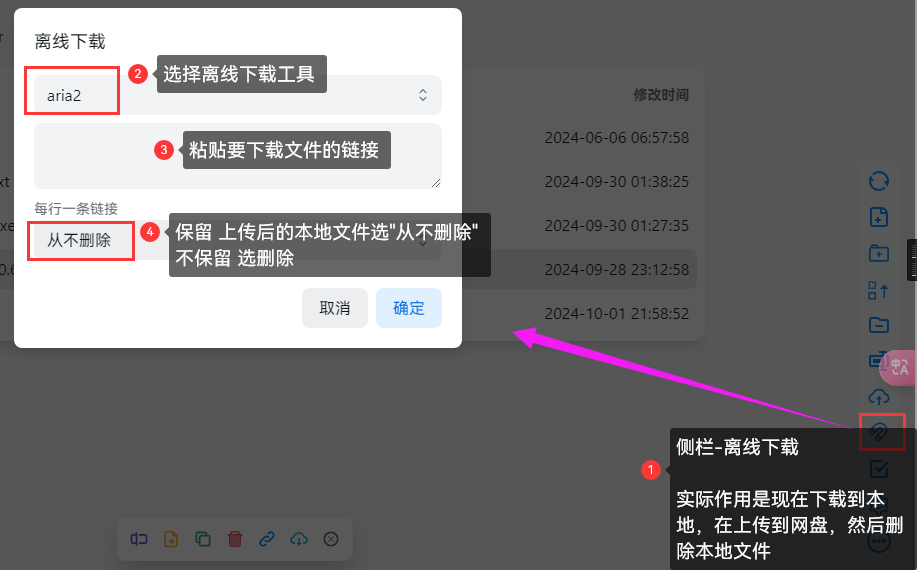 r
离线下载
2
选择离线下载工具
aria2
修改时间
3
粘贴要下载文件的链接
2024-06-06 06:57:58
xt
2024-09-30 01:38:25
每行一条链接
从不删除
4
保留 上传后的本地文件选"从不删除"
不保留 选删除
xe
2024-09-30 01:27:35
0.6
2024-09-28 23:12:58
取消
确定
2024-10-01 21:58:52
中
A
1
侧栏-离线下载
实际作用是现在下载到本
地，在上传到网盘，然后删
除本地文件